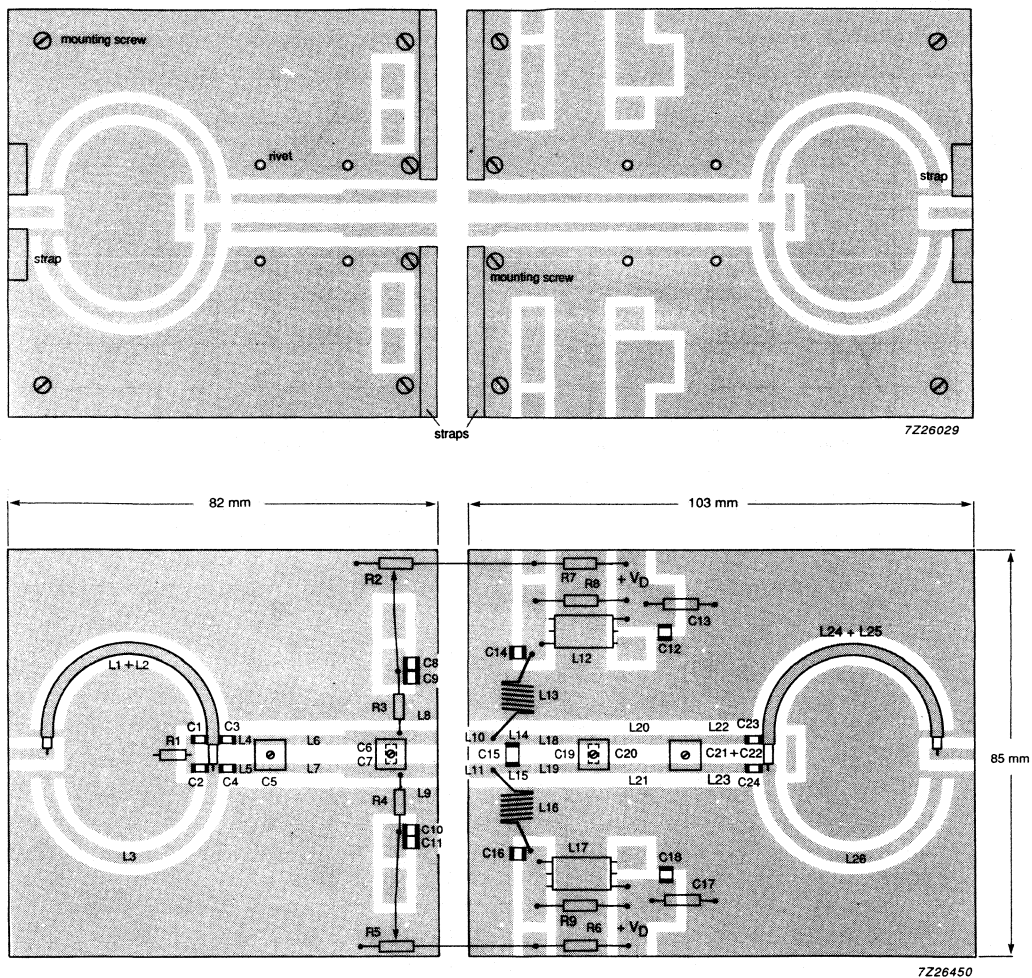 mounting screw
rivet
strap
strap
mounting screw
straps
7Z26029
82 mm
103 mm
R2
R7
R8
+ VD
C13
C12
L24 + L25
L1 + L2
C14
L12
C8
C9
L13
R3
L8
C1
C3
R1
L4
L6
L10
L14
L18
L20
L22
C23
C6
C7
C15
C19
C20
C21 + C22
85 mm
C2
L5
C4
C5
L7
L11
L15
L19
L21
L23
C24
R4
L9
L16
C10
C11
L3
C16
L17
C18
L26
C17
R9
R5
R6
+ VD
7Z26450